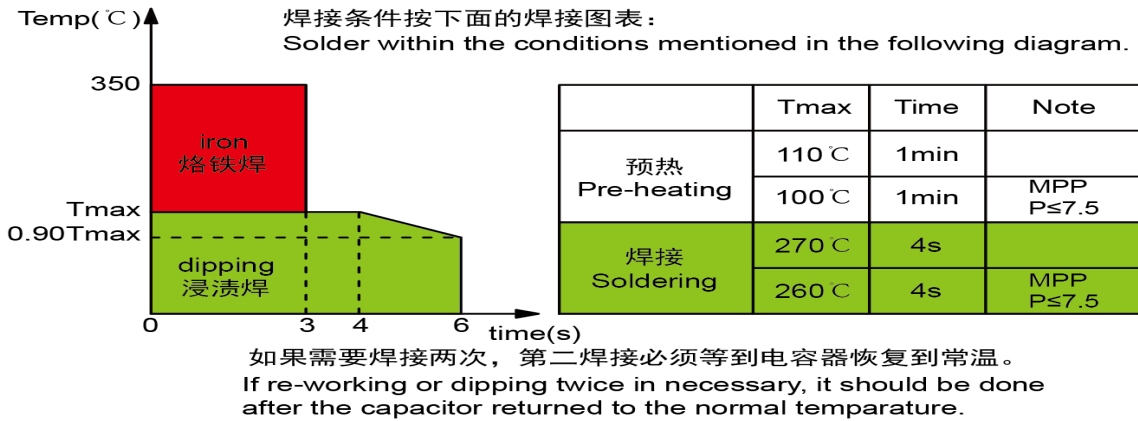 Temp(℃)
焊接条件按下面的焊接图表：
Solder within the conditions mentioned in the following diagram.
350
iron
烙铁焊
Tmax
0.90Tmax
dipping
浸渍焊
0 3 4 6
time(s)
Tmax Time Note
预热
Pre-heating
110℃ 1min
100℃ 1min MPP P≤7.5
焊接
Soldering
270℃ 4s
260℃ 4s MPP P≤7.5
如果需要焊接两次，第二焊接必须等到电容器恢复到常温。
If re-working or dipping twice in necessary, it should be done
after the capacitor returned to the normal temparature.